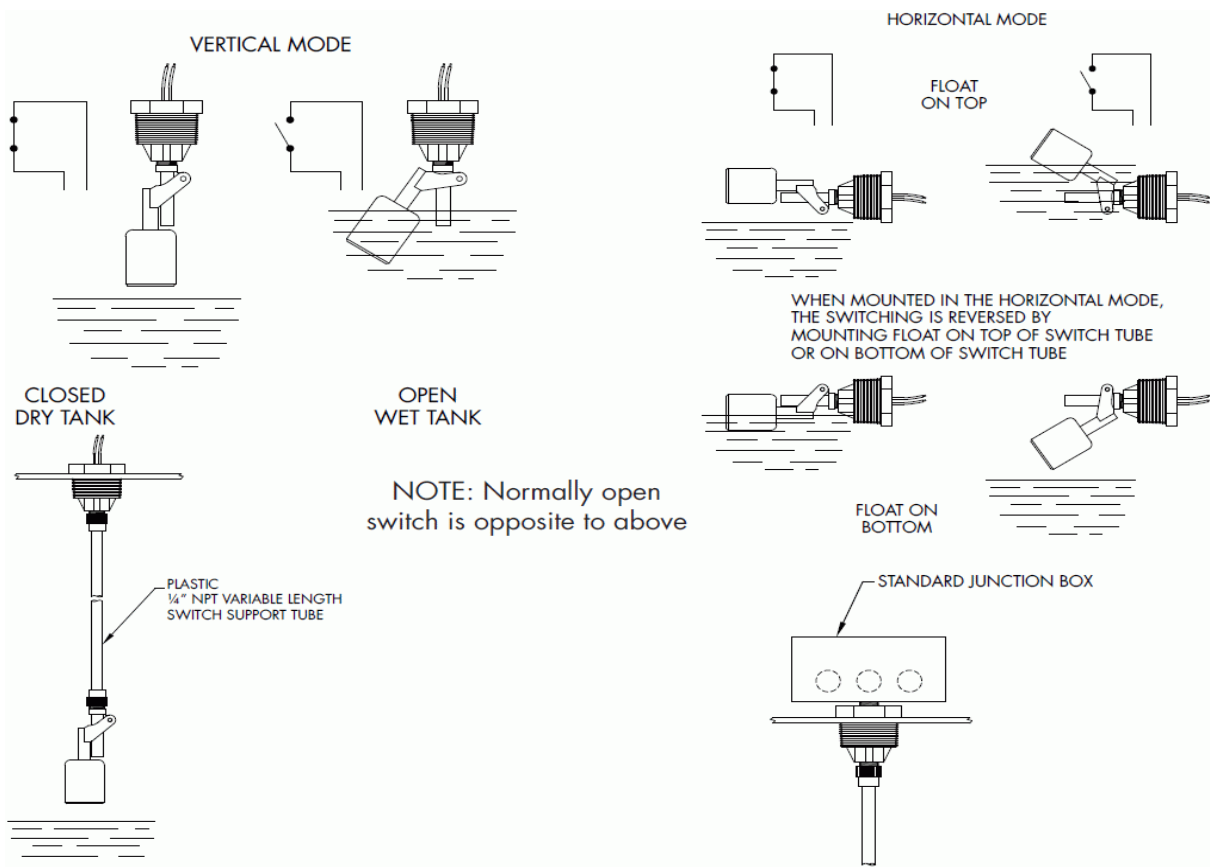 VERTICAL MODE
HORIZONTAL MODE
FLOAT
ON TOP
WHEN MOUNTED IN THE HORIZONTAL MODE,
THE SWITCHING IS REVERSED BY
MOUNTING FLOAT ON TOP OF SWITCH TUBE
OR ON BOTTOM OF SWITCH TUBE
CLOSED
DRY TANK
OPEN
WET TANK
NOTE: Normally open
switch is opposite to above
FLOAT ON
BOTTOM
PLASTIC
¼" NPT VARIABLE LENGTH
SWITCH SUPPORT TUBE
STANDARD JUNCTION BOX